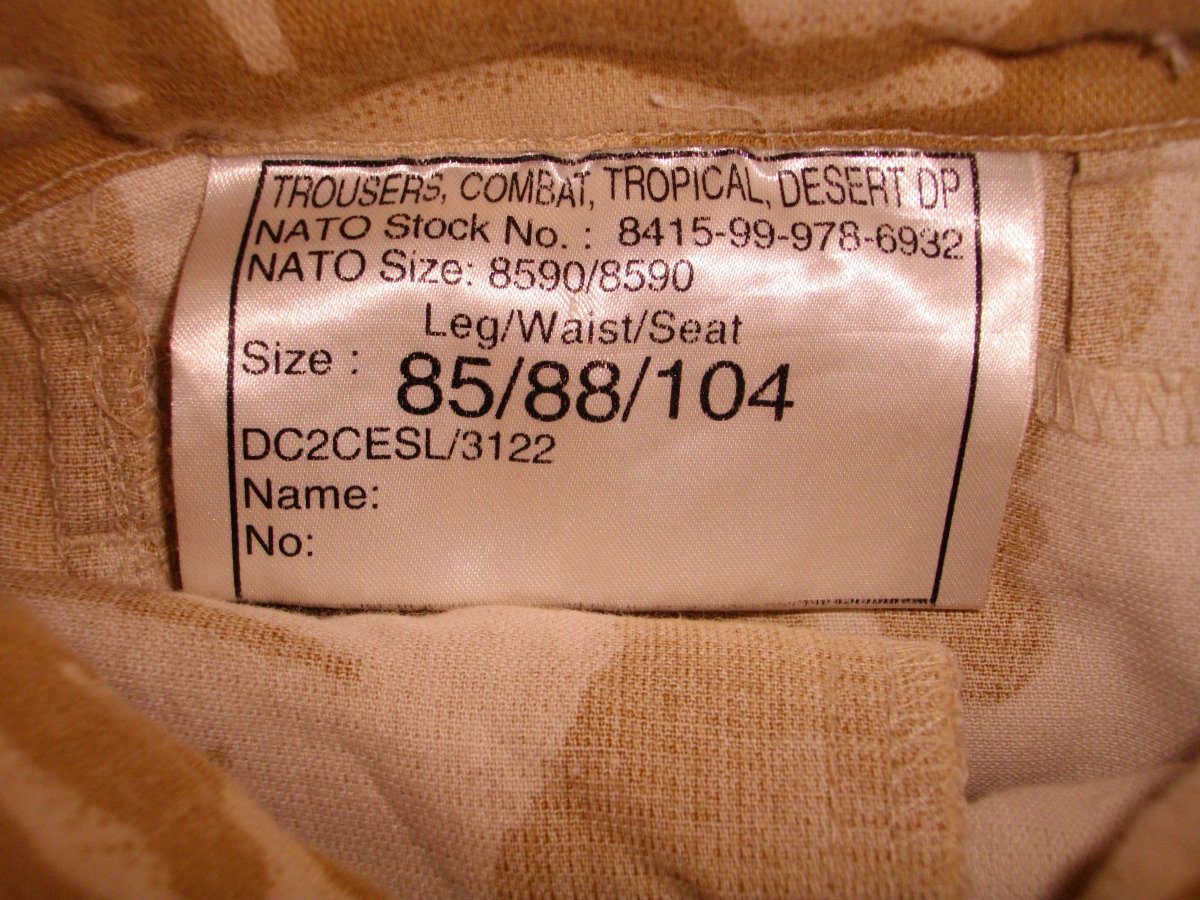 TROUSERS, COMBAT, TROPICAL, DESERT DP
NATO Stock No. : 8415-99-978-6932
NATO Size: 8590/8590
Leg/Waist/Seat
Size : 85/88/104
DC2CESL/3122
Name:
No: